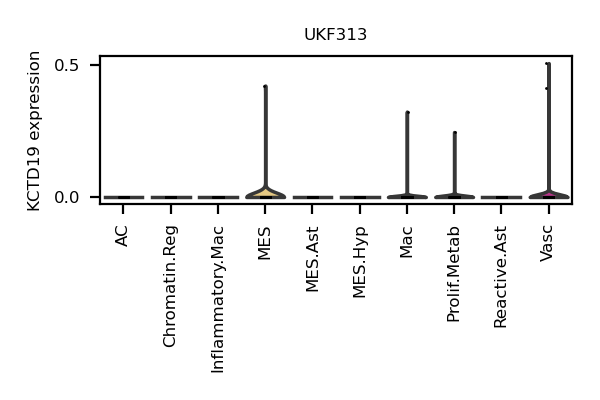 UKF313
KCTD19 expression
0.5
0.0
AC
Chromatin.Reg
Inflammatory.Mac
MES
MES.Ast
MES.Hyp
Mac
Prolif.Metab
Reactive.Ast
Vasc